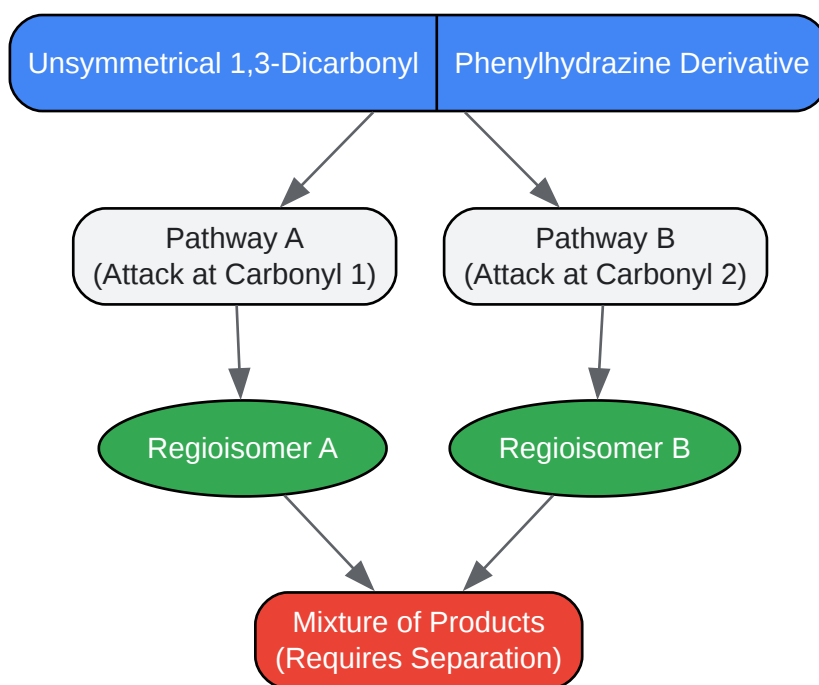 Unsymmetrical 1,3-Dicarbonyl
Phenylhydrazine Derivative
Pathway A
(Attack at Carbonyl 1)
Pathway B
(Attack at Carbonyl 2)
Regioisomer A
Regioisomer B
Mixture of Products
(Requires Separation)